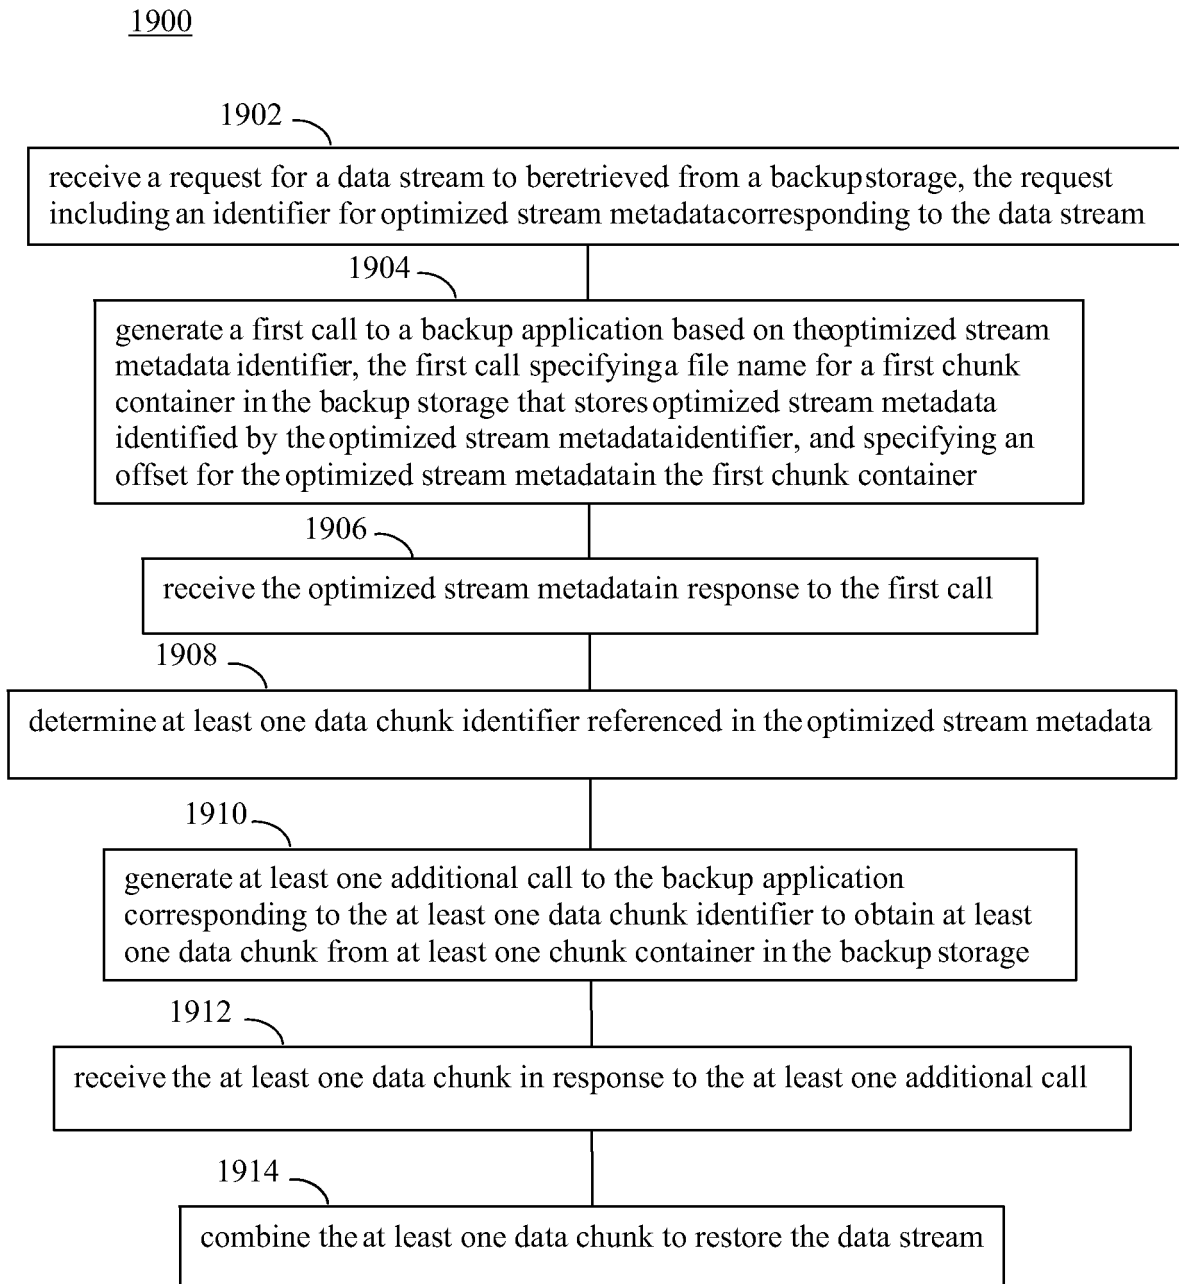 1900
1902
receive a request for a data stream to beretrieved from a backupstorage, the request
including an identifier for optimized stream metadatacorresponding to the data stream
1904
generate a first call to a backup application based on theoptimized stream
metadata identifier, the first call specifyinga file name for a first chunk
container in the backup storage that stores optimized stream metadata
identified by the optimized stream metadataidentifier, and specifying an
offset for the optimized stream metadatain the first chunk container
1906
receive the optimized stream metadatain response to the first call
1908
determine at least one data chunk identifier referenced in the optimized stream metadata
1910
generate at least one additional call to the backup application
corresponding to the at least one data chunk identifier to obtain at least
one data chunk from at least one chunk container in the backup storage
1912
receive the at least one data chunk in response to the at least one additional call
1914
combine the at least one data chunk to restore the data stream